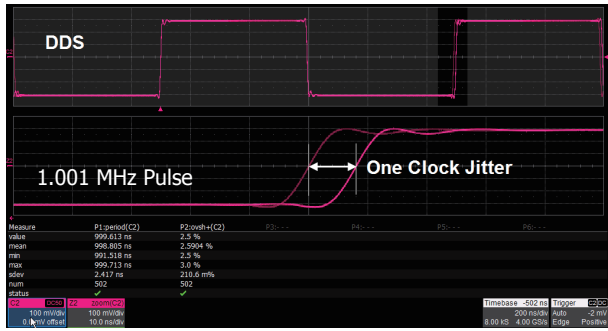 DDS
C2
One Clock Jitter
1.001 MHz Pulse
Measure P1:period(C2) P2:ovsh+(C2) P3:- - - P4:- - - P5:- - - P6:- - -
value 999.613 ns 2.5 %
mean 998.805 ns 2.5904 %
min 991.518 ns 2.5 %
max 999.713 ns 3.0 %
sdev 2.417 ns 210.6 m%
num 502 502
status ✓ ✓
C2 DC50 Z2 zoom(C2) Timebase -502 ns Trigger C2 DC
100 mV/div 100 mV/div 200 ns/div Auto -2 mV
0.0 mV offset 10.0 ns/div 8.00 kS 4.00 GS/s Edge Positive